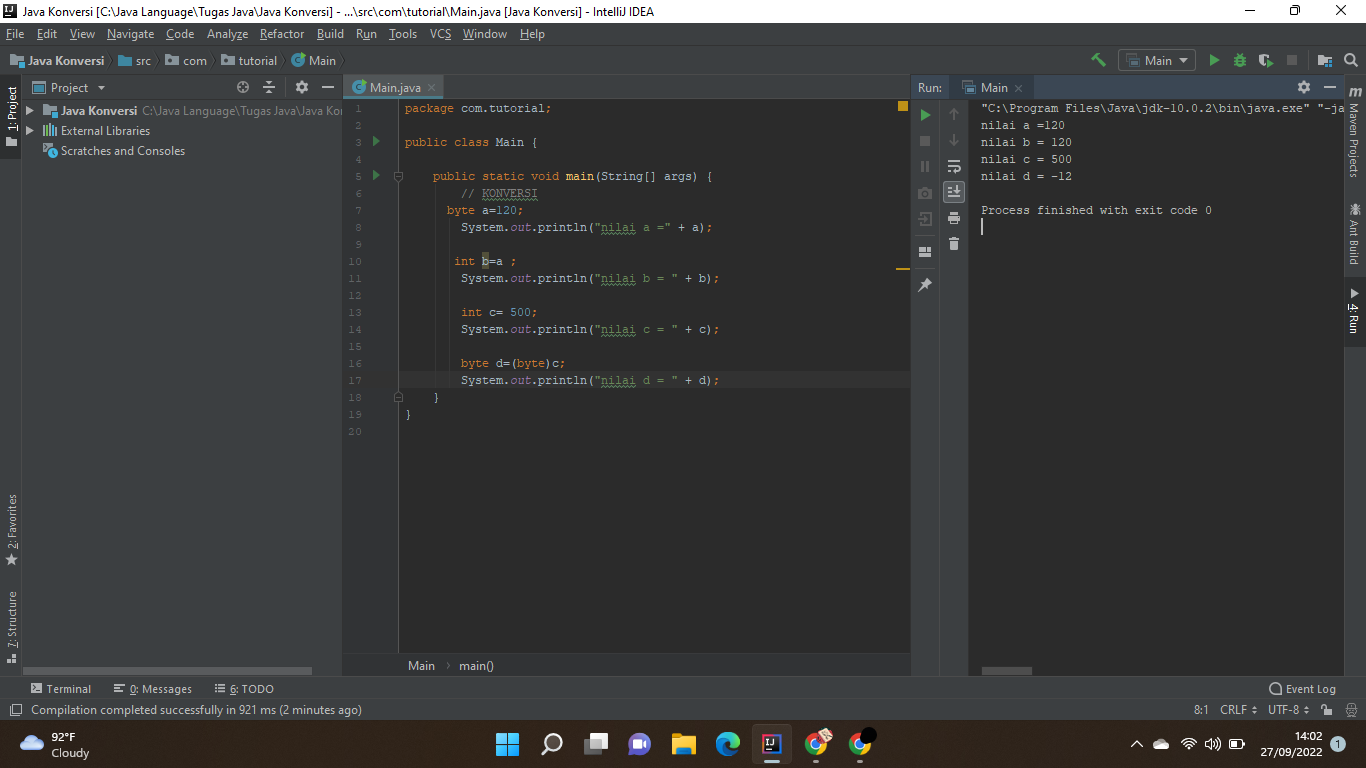 Java Konversi [C:\Java Language\Tugas Java\Java Konversi] - ...\src\com\tutorial\Main.java [Java Konversi] - IntelliJ IDEA
File Edit View Navigate Code Analyze Refactor Build Run Tools VCS Window Help
Java Konversi src com tutorial Main
Main
1: Project
Project
Java Konversi C:\Java Language\Tugas Java\Java Ko
External Libraries
Scratches and Consoles
2: Favorites
7: Structure
Main.java
1 package com.tutorial;
2
3 public class Main {
4
5 public static void main(String[] args) {
6 // KONVERSI
7 byte a=120;
8 System.out.println("nilai a =" + a);
9
10 int b=a ;
11 System.out.println("nilai b = " + b);
12
13 int c= 500;
14 System.out.println("nilai c = " + c);
15
16 byte d=(byte)c;
17 System.out.println("nilai d = " + d);
18 }
19 }
20
Main main()
Run: Main
"C:\Program Files\Java\jdk-10.0.2\bin\java.exe" "-ja
nilai a =120
nilai b = 120
nilai c = 500
nilai d = -12
Process finished with exit code 0
m
Maven Projects
Ant Build
4: Run
Terminal 0: Messages 6: TODO Event Log
Compilation completed successfully in 921 ms (2 minutes ago) 8:1 CRLF UTF-8
92°F
Cloudy
14:02
27/09/2022
1